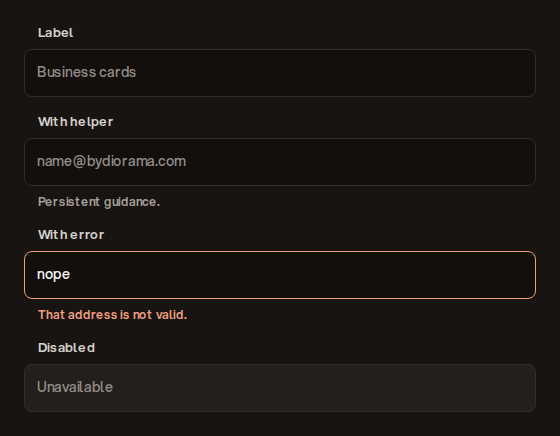 Label
Business cards
With helper
name@bydiorama.com
Persistent guidance.
With error
nope
That address is not valid.
Disabled
Unavailable